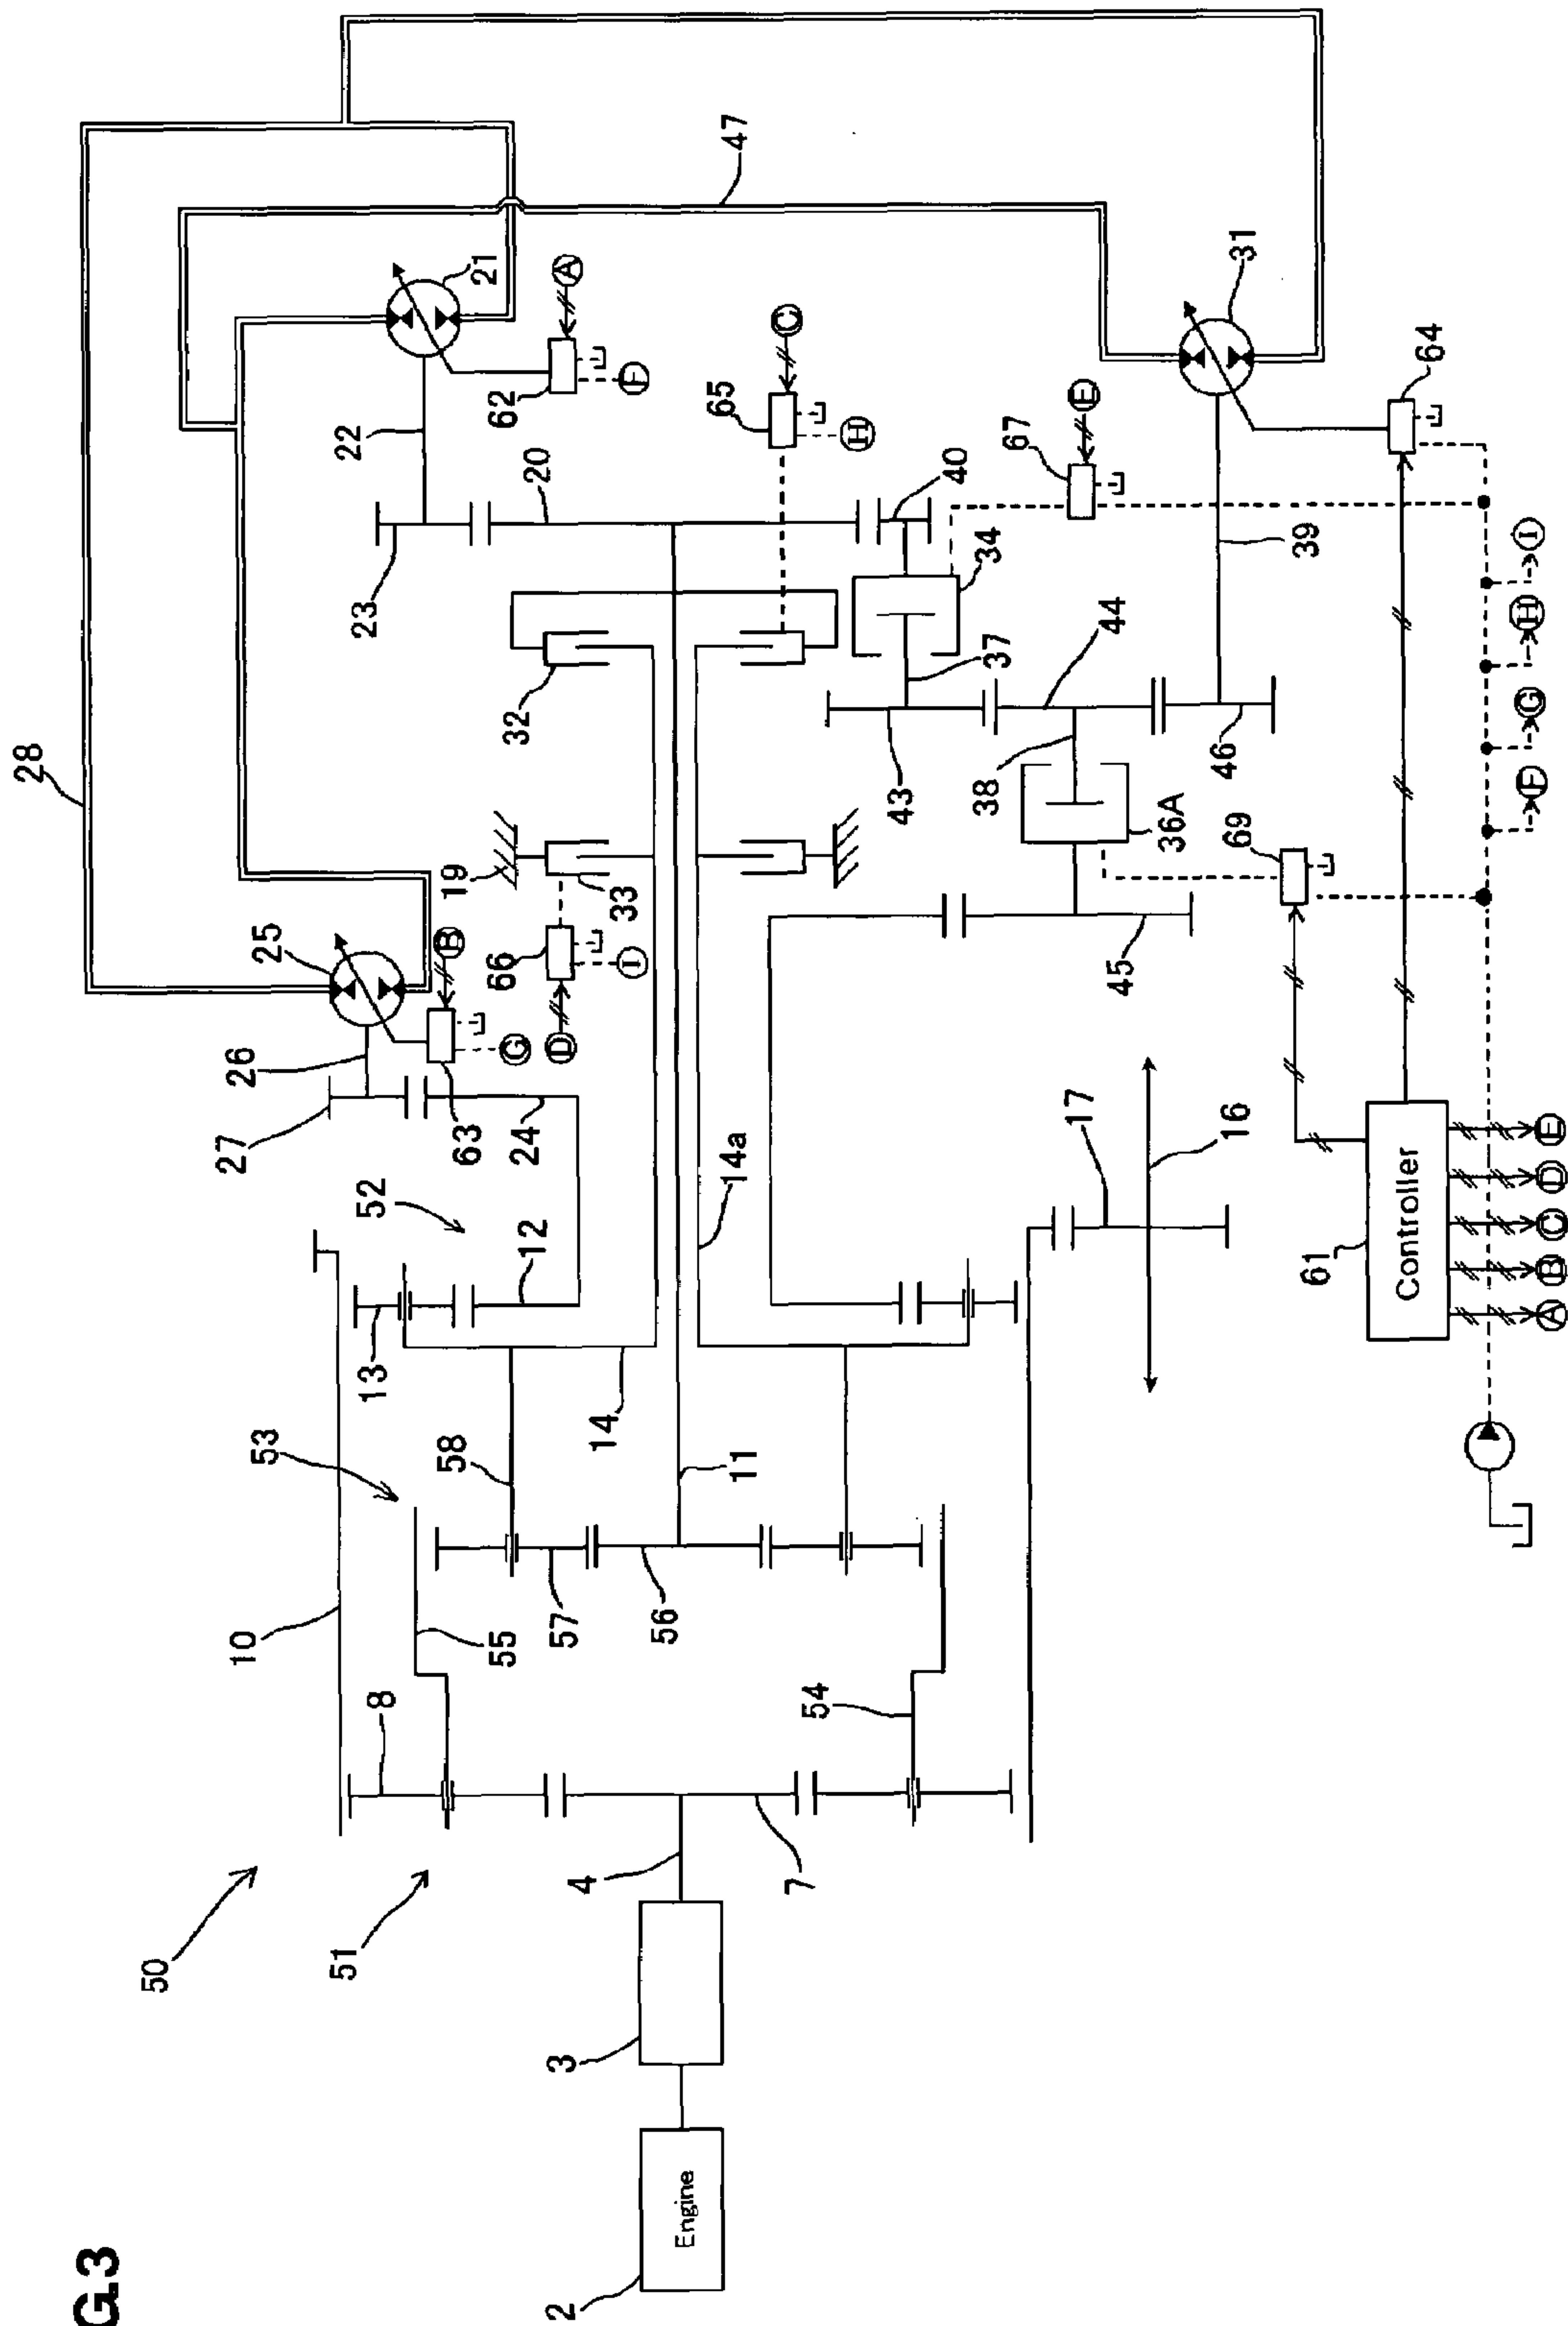 G.3
28
50
10
27
26
25
53
51
52
23
22
13
8
19
B
58
63
21
55
66
62
32
G
24
12
20
2
3
D
A
57
4
14
I
F
56
Engine
65
47
11
14a
C
7
54
H
43
40
34
37
38
67
17
E
44
45
36A
16
46
31
69
39
61
Controller
64
F
G
H
I
A
B
C
D
E